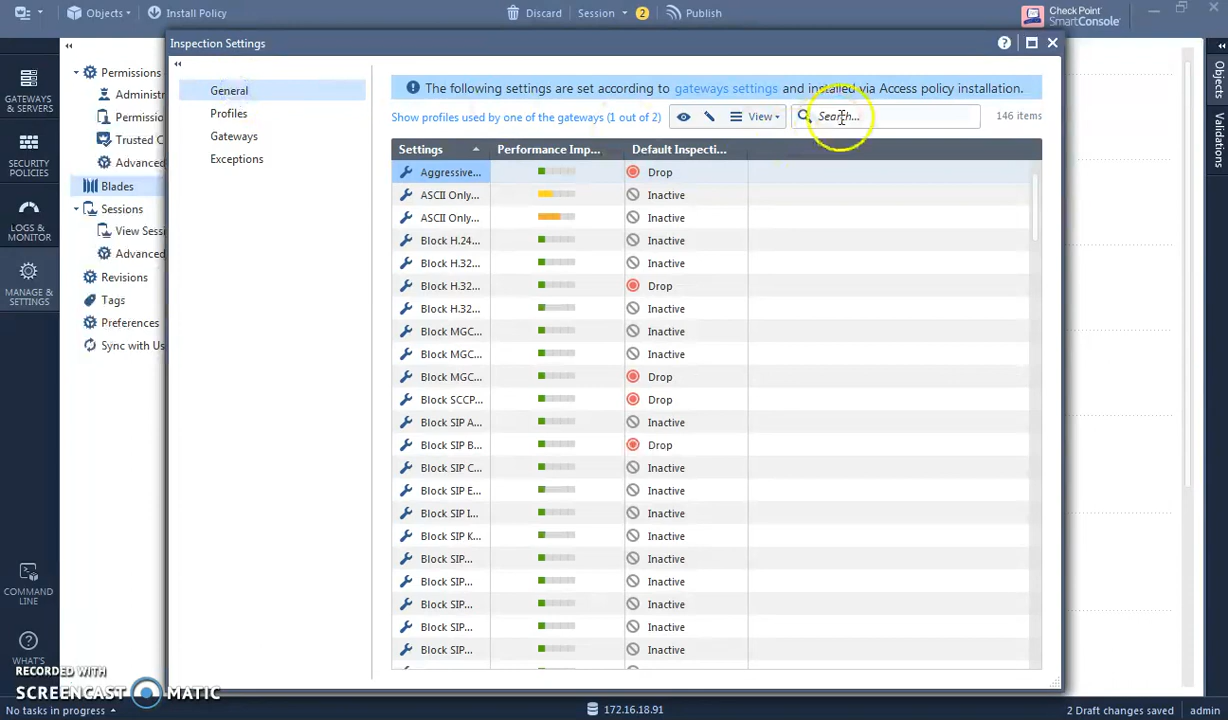 Objects
Install Policy
Discard
Session
2
Publish
Check Point
SmartConsole
Inspection Settings
GATEWAYS
& SERVERS
SECURITY
POLICIES
LOGS &
MONITOR
MANAGE &
SETTINGS
COMMAND
LINE
WHAT'S
Permissions
Administr
Permissio
Trusted C
Advanced
Blades
Sessions
View Sessi
Advanced
Revisions
Tags
Preferences
Sync with Us
General
Profiles
Gateways
Exceptions
The following settings are set according to gateways settings and installed via Access policy installation.
Show profiles used by one of the gateways (1 out of 2)
View
Search...
146 items
Settings Performance Imp... Default Inspecti...
Aggressive... Drop
ASCII Only... Inactive
ASCII Only... Inactive
Block H.24... Inactive
Block H.32... Inactive
Block H.32... Drop
Block H.32... Inactive
Block MGC... Inactive
Block MGC... Inactive
Block MGC... Drop
Block SCCP... Drop
Block SIP A... Inactive
Block SIP B... Drop
Block SIP C... Inactive
Block SIP E... Inactive
Block SIP I... Inactive
Block SIP K... Inactive
Block SIP... Inactive
Block SIP... Inactive
Block SIP... Inactive
Block SIP... Inactive
Block SIP... Inactive
Objects
Validations
RECORDED WITH
SCREENCAST MATIC
No tasks in progress
172.16.18.91
2 Draft changes saved
admin